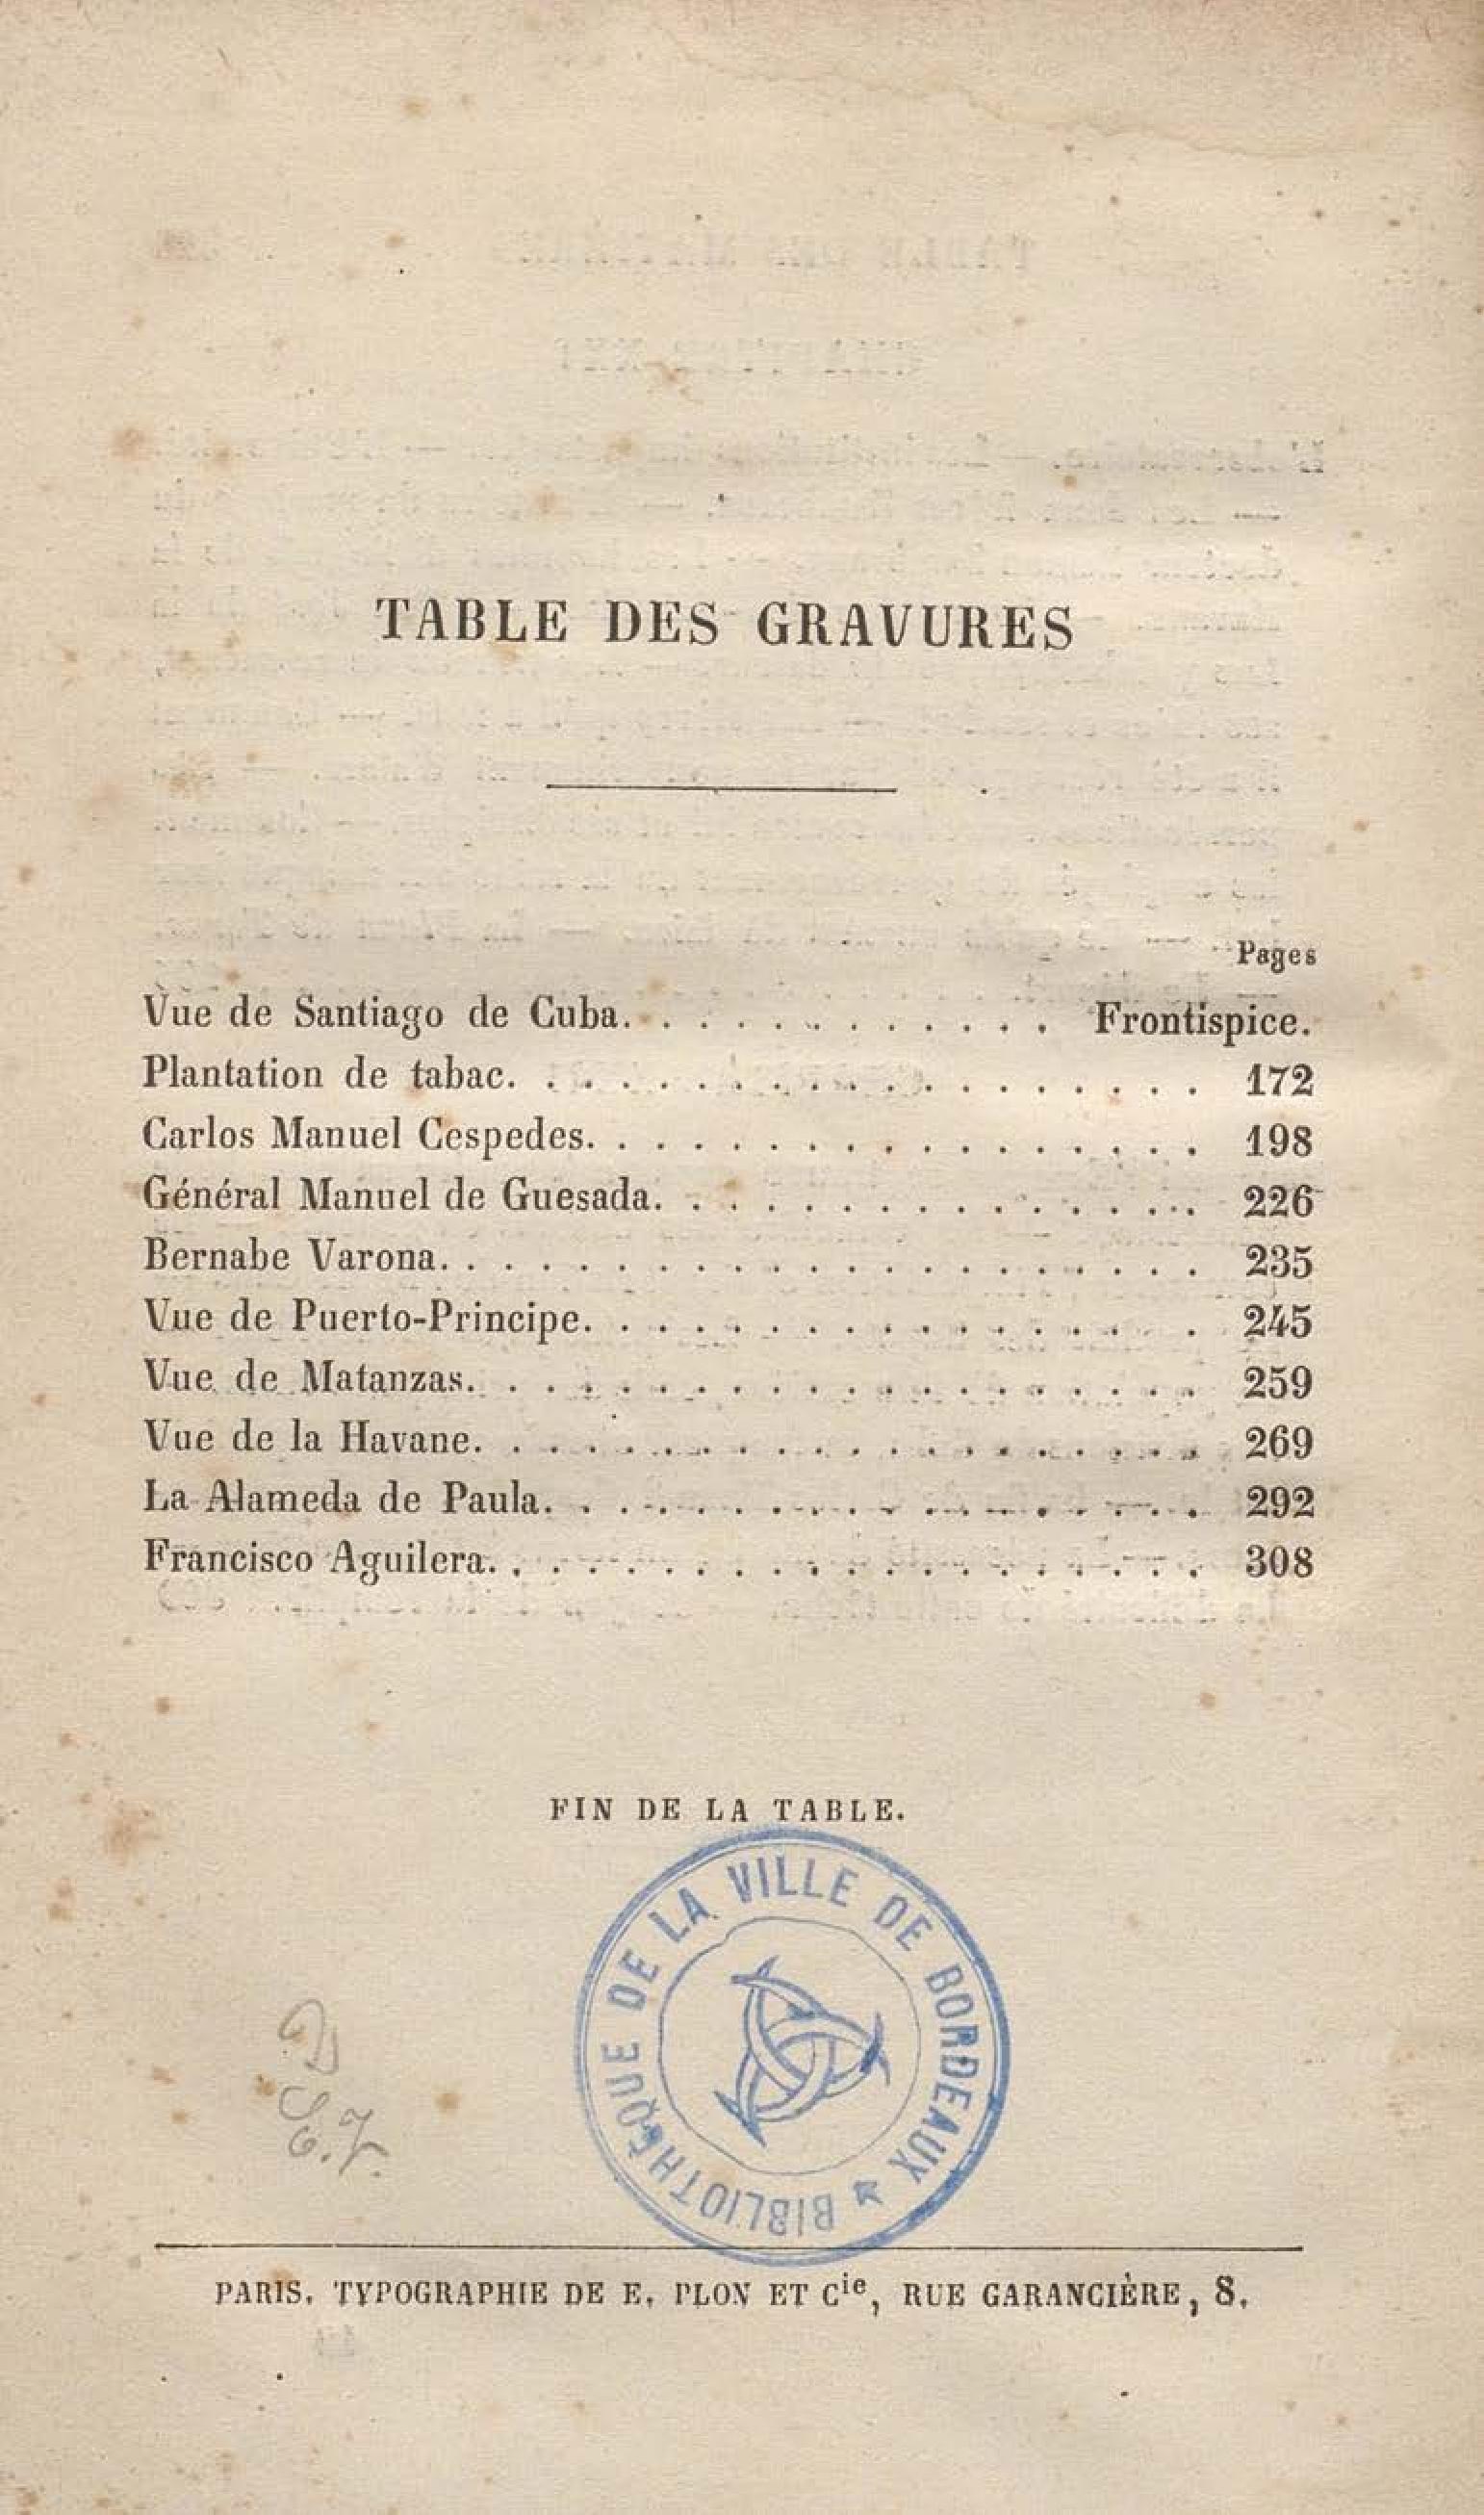 TABLE DES GRAVURES
Pages
Vue de Santiago de Cuba. . . . . . . . . . . . Frontispice.
Plantation de tabac. . . . . . . . . . . . . . . . . . . 172
Carlos Manuel Cespedes. . . . . . . . . . . . . . . . . 198
Général Manuel de Guesada. . . . . . . . . . . . . . . 226
Bernabe Varona. . . . . . . . . . . . . . . . . . . . . 235
Vue de Puerto-Principe. . . . . . . . . . . . . . . . . 245
Vue de Matanzas. . . . . . . . . . . . . . . . . . . . 259
Vue de la Havane. . . . . . . . . . . . . . . . . . . . 269
La Alameda de Paula. . . . . . . . . . . . . . . . . . 292
Francisco Aguilera. . . . . . . . . . . . . . . . . . . 308
FIN DE LA TABLE.
BIBLIOTHÈQUE DE LA VILLE DE BORDEAUX
PARIS. TYPOGRAPHIE DE E. PLON ET Cie, RUE GARANCIÈRE, 8.